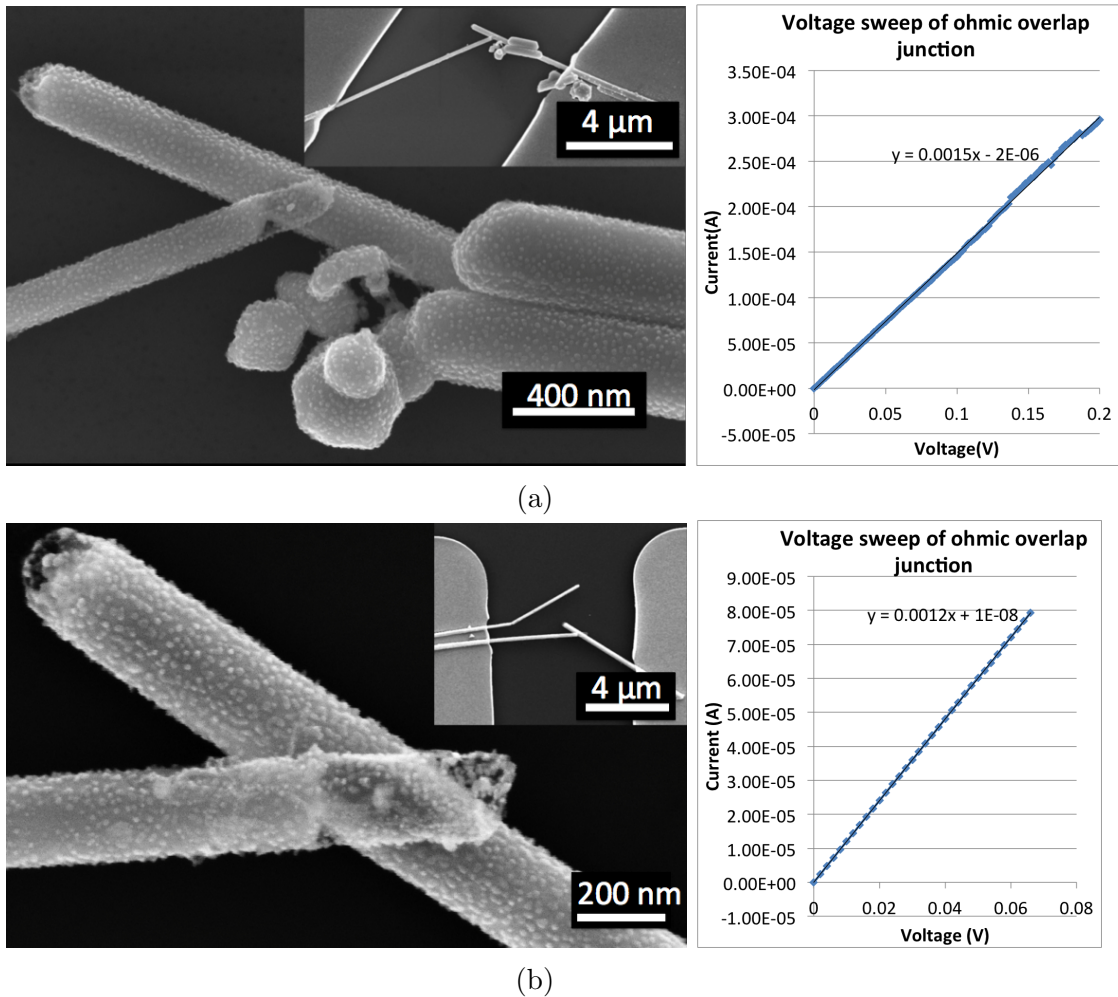 4 μm
400 nm
Voltage sweep of ohmic overlap
junction
3.50E-04
3.00E-04
2.50E-04
2.00E-04
1.50E-04
1.00E-04
5.00E-05
0.00E+00
-5.00E-05
y = 0.0015x - 2E-06
Current(A)
0 0.05 0.1 0.15 0.2
Voltage(V)
(a)
4 μm
200 nm
Voltage sweep of ohmic overlap
junction
9.00E-05
8.00E-05
7.00E-05
6.00E-05
5.00E-05
4.00E-05
3.00E-05
2.00E-05
1.00E-05
0.00E+00
-1.00E-05
y = 0.0012x + 1E-08
Current (A)
0 0.02 0.04 0.06 0.08
Voltage (V)
(b)